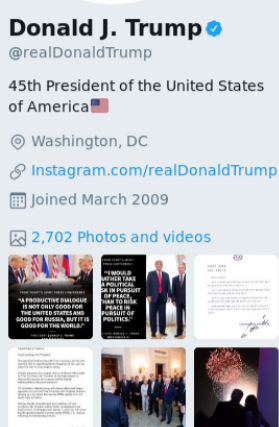 Donald J. Trump
@realDonaldTrump
45th President of the United States
of America
Washington, DC
Instagram.com/realDonaldTrump
Joined March 2009
2,702 Photos and videos
"A PRODUCTIVE DIALOGUE
IS NOT ONLY GOOD FOR
THE UNITED STATES AND
GOOD FOR RUSSIA, BUT IT IS
GOOD FOR THE WORLD."
"I WOULD
RATHER TAKE
A POLITICAL
RISK IN PURSUIT
OF PEACE,
THAN TO RISK
PEACE IN
PURSUIT OF
POLITICS."